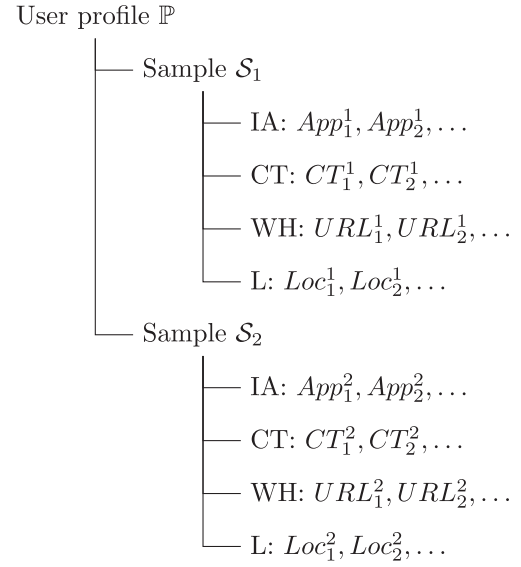 User profile ℙ
Sample 𝒮₁
IA: App₁¹, App₂¹, …
CT: CT₁¹, CT₂¹, …
WH: URL₁¹, URL₂¹, …
L: Loc₁¹, Loc₂¹, …
Sample 𝒮₂
IA: App₁², App₂², …
CT: CT₁², CT₂², …
WH: URL₁², URL₂², …
L: Loc₁², Loc₂², …